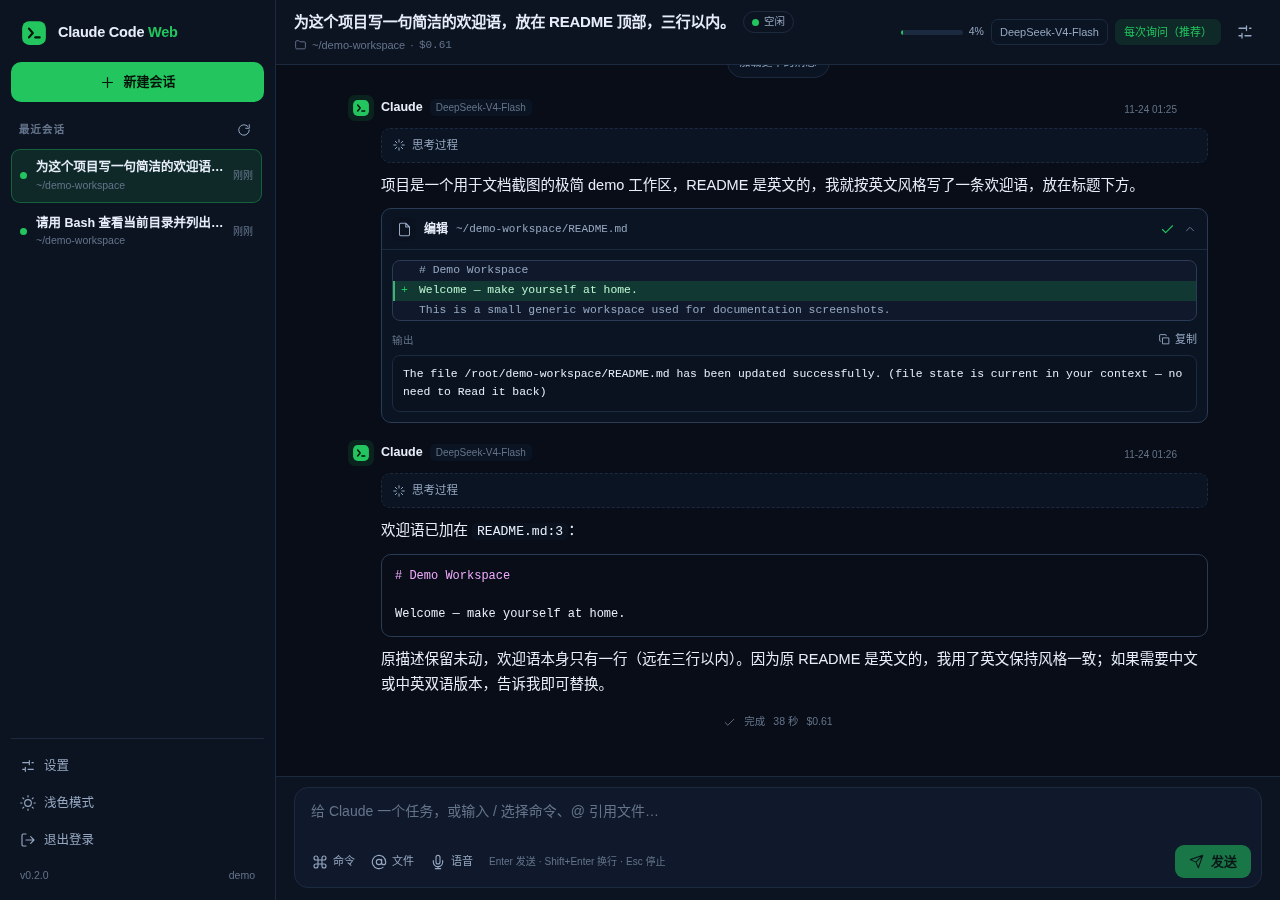 Claude Code Web
新建会话
最近会话
为这个项目写一句简洁的欢迎语… 刚刚
~/demo-workspace
请用 Bash 查看当前目录并列出… 刚刚
~/demo-workspace
设置
浅色模式
退出登录
v0.2.0 demo
为这个项目写一句简洁的欢迎语，放在 README 顶部，三行以内。 空闲
~/demo-workspace · $0.61
4% DeepSeek-V4-Flash 每次询问（推荐）
Claude DeepSeek-V4-Flash 11-24 01:25
思考过程
项目是一个用于文档截图的极简 demo 工作区，README 是英文的，我就按英文风格写了一条欢迎语，放在标题下方。
编辑 ~/demo-workspace/README.md
# Demo Workspace
+ Welcome — make yourself at home.
This is a small generic workspace used for documentation screenshots.
输出 复制
The file /root/demo-workspace/README.md has been updated successfully. (file state is current in your context — no
need to Read it back)
Claude DeepSeek-V4-Flash 11-24 01:26
思考过程
欢迎语已加在 README.md:3：
# Demo Workspace
Welcome — make yourself at home.
原描述保留未动，欢迎语本身只有一行（远在三行以内）。因为原 README 是英文的，我用了英文保持风格一致；如果需要中文
或中英双语版本，告诉我即可替换。
完成 38 秒 $0.61
给 Claude 一个任务，或输入 / 选择命令、@ 引用文件…
命令 文件 语音 Enter 发送 · Shift+Enter 换行 · Esc 停止 发送